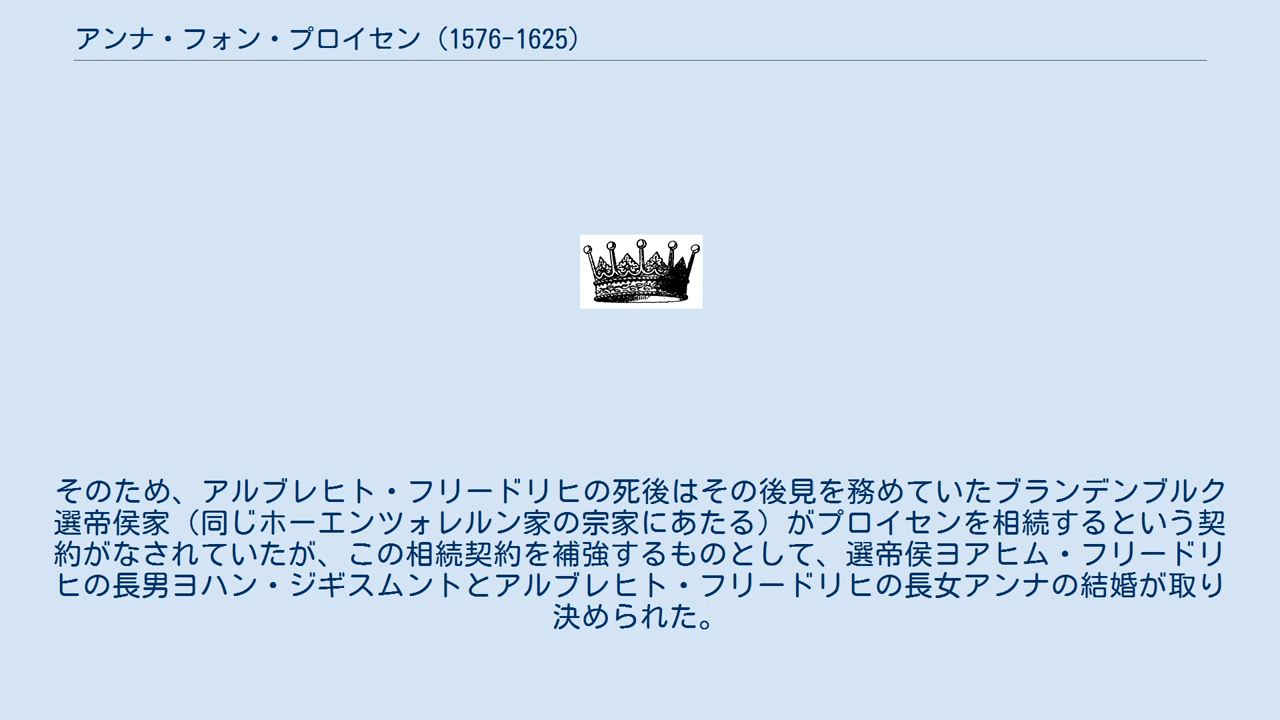 アンナ・フォン・プロイセン（1576-1625）
そのため、アルブレヒト・フリードリヒの死後はその後見を務めていたブランデンブルク
選帝侯家（同じホーエンツォレルン家の宗家にあたる）がプロイセンを相続するという契
約がなされていたが、この相続契約を補強するものとして、選帝侯ヨアヒム・フリードリ
ヒの長男ヨハン・ジギスムントとアルブレヒト・フリードリヒの長女アンナの結婚が取り
決められた。